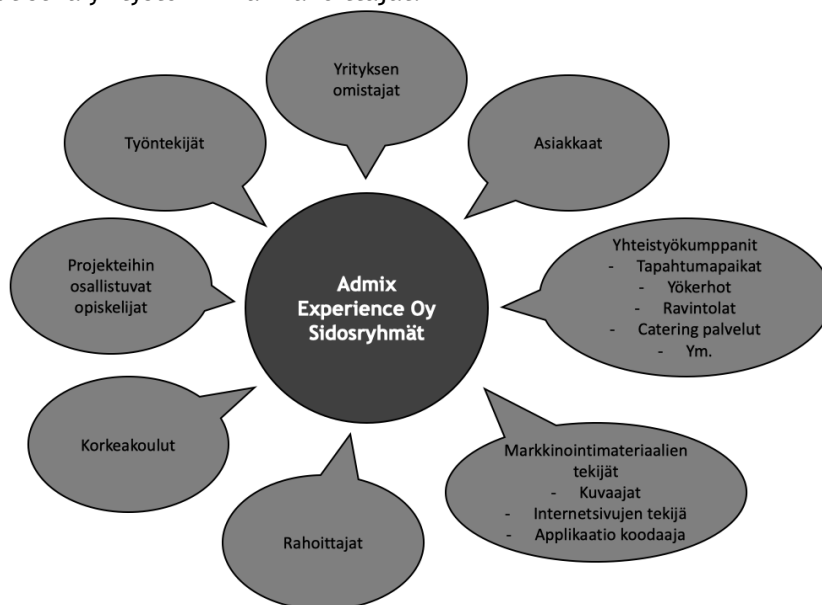 Yrityksen
omistajat
Työntekijät
Asiakkaat
Projekteihin
osallistuvat
opiskelijat
Admix
Experience Oy
Sidosryhmät
Yhteistyökumppanit
- Tapahtumapaikat
- Yökerhot
- Ravintolat
- Catering palvelut
- Ym.
Korkeakoulut
Rahoittajat
Markkinointimateriaalien
tekijät
- Kuvaajat
- Internetsivujen tekijä
- Applikaatio koodaaja